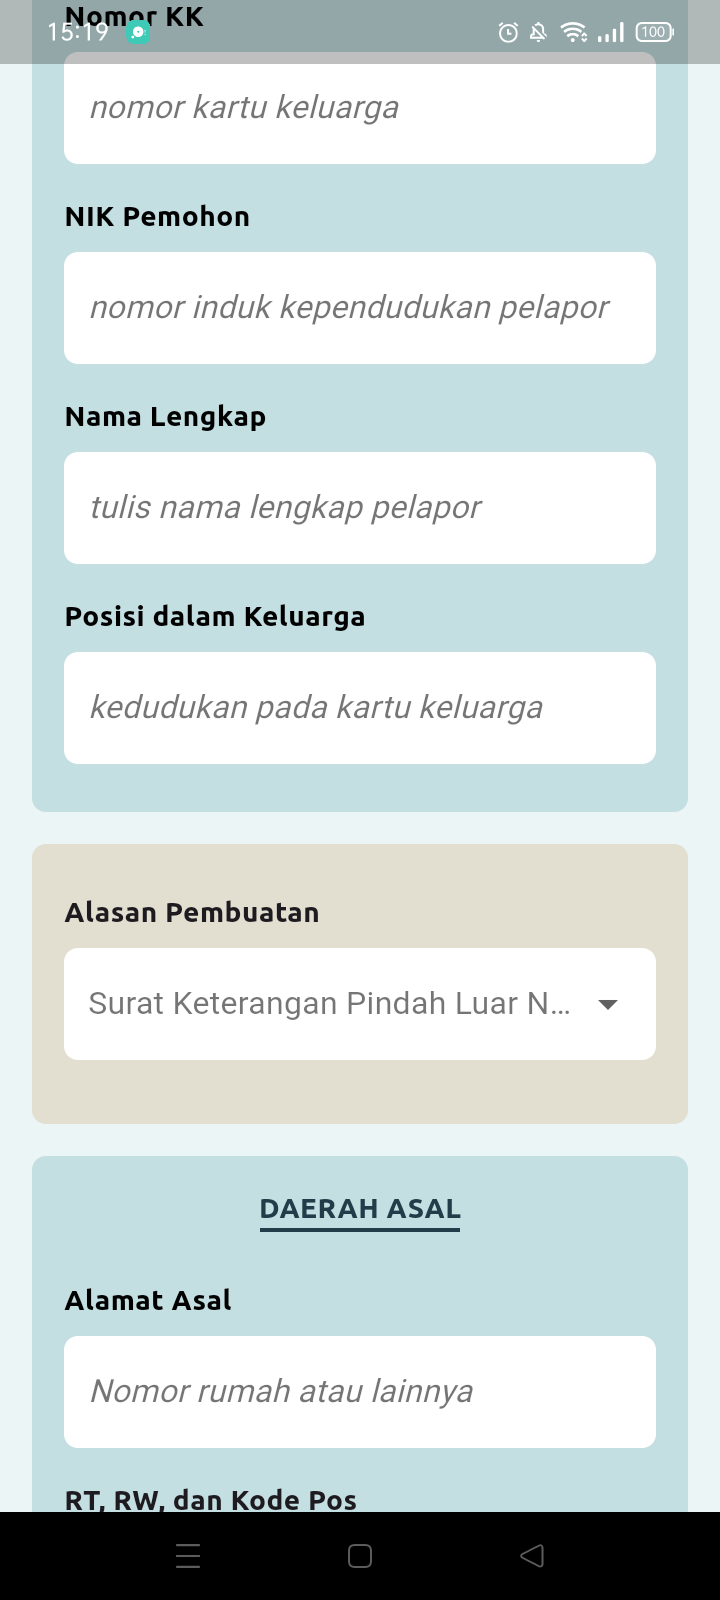 Nomor KK
15:19
100
nomor kartu keluarga
NIK Pemohon
nomor induk kependudukan pelapor
Nama Lengkap
tulis nama lengkap pelapor
Posisi dalam Keluarga
kedudukan pada kartu keluarga
Alasan Pembuatan
Surat Keterangan Pindah Luar N...
DAERAH ASAL
Alamat Asal
Nomor rumah atau lainnya
RT, RW, dan Kode Pos